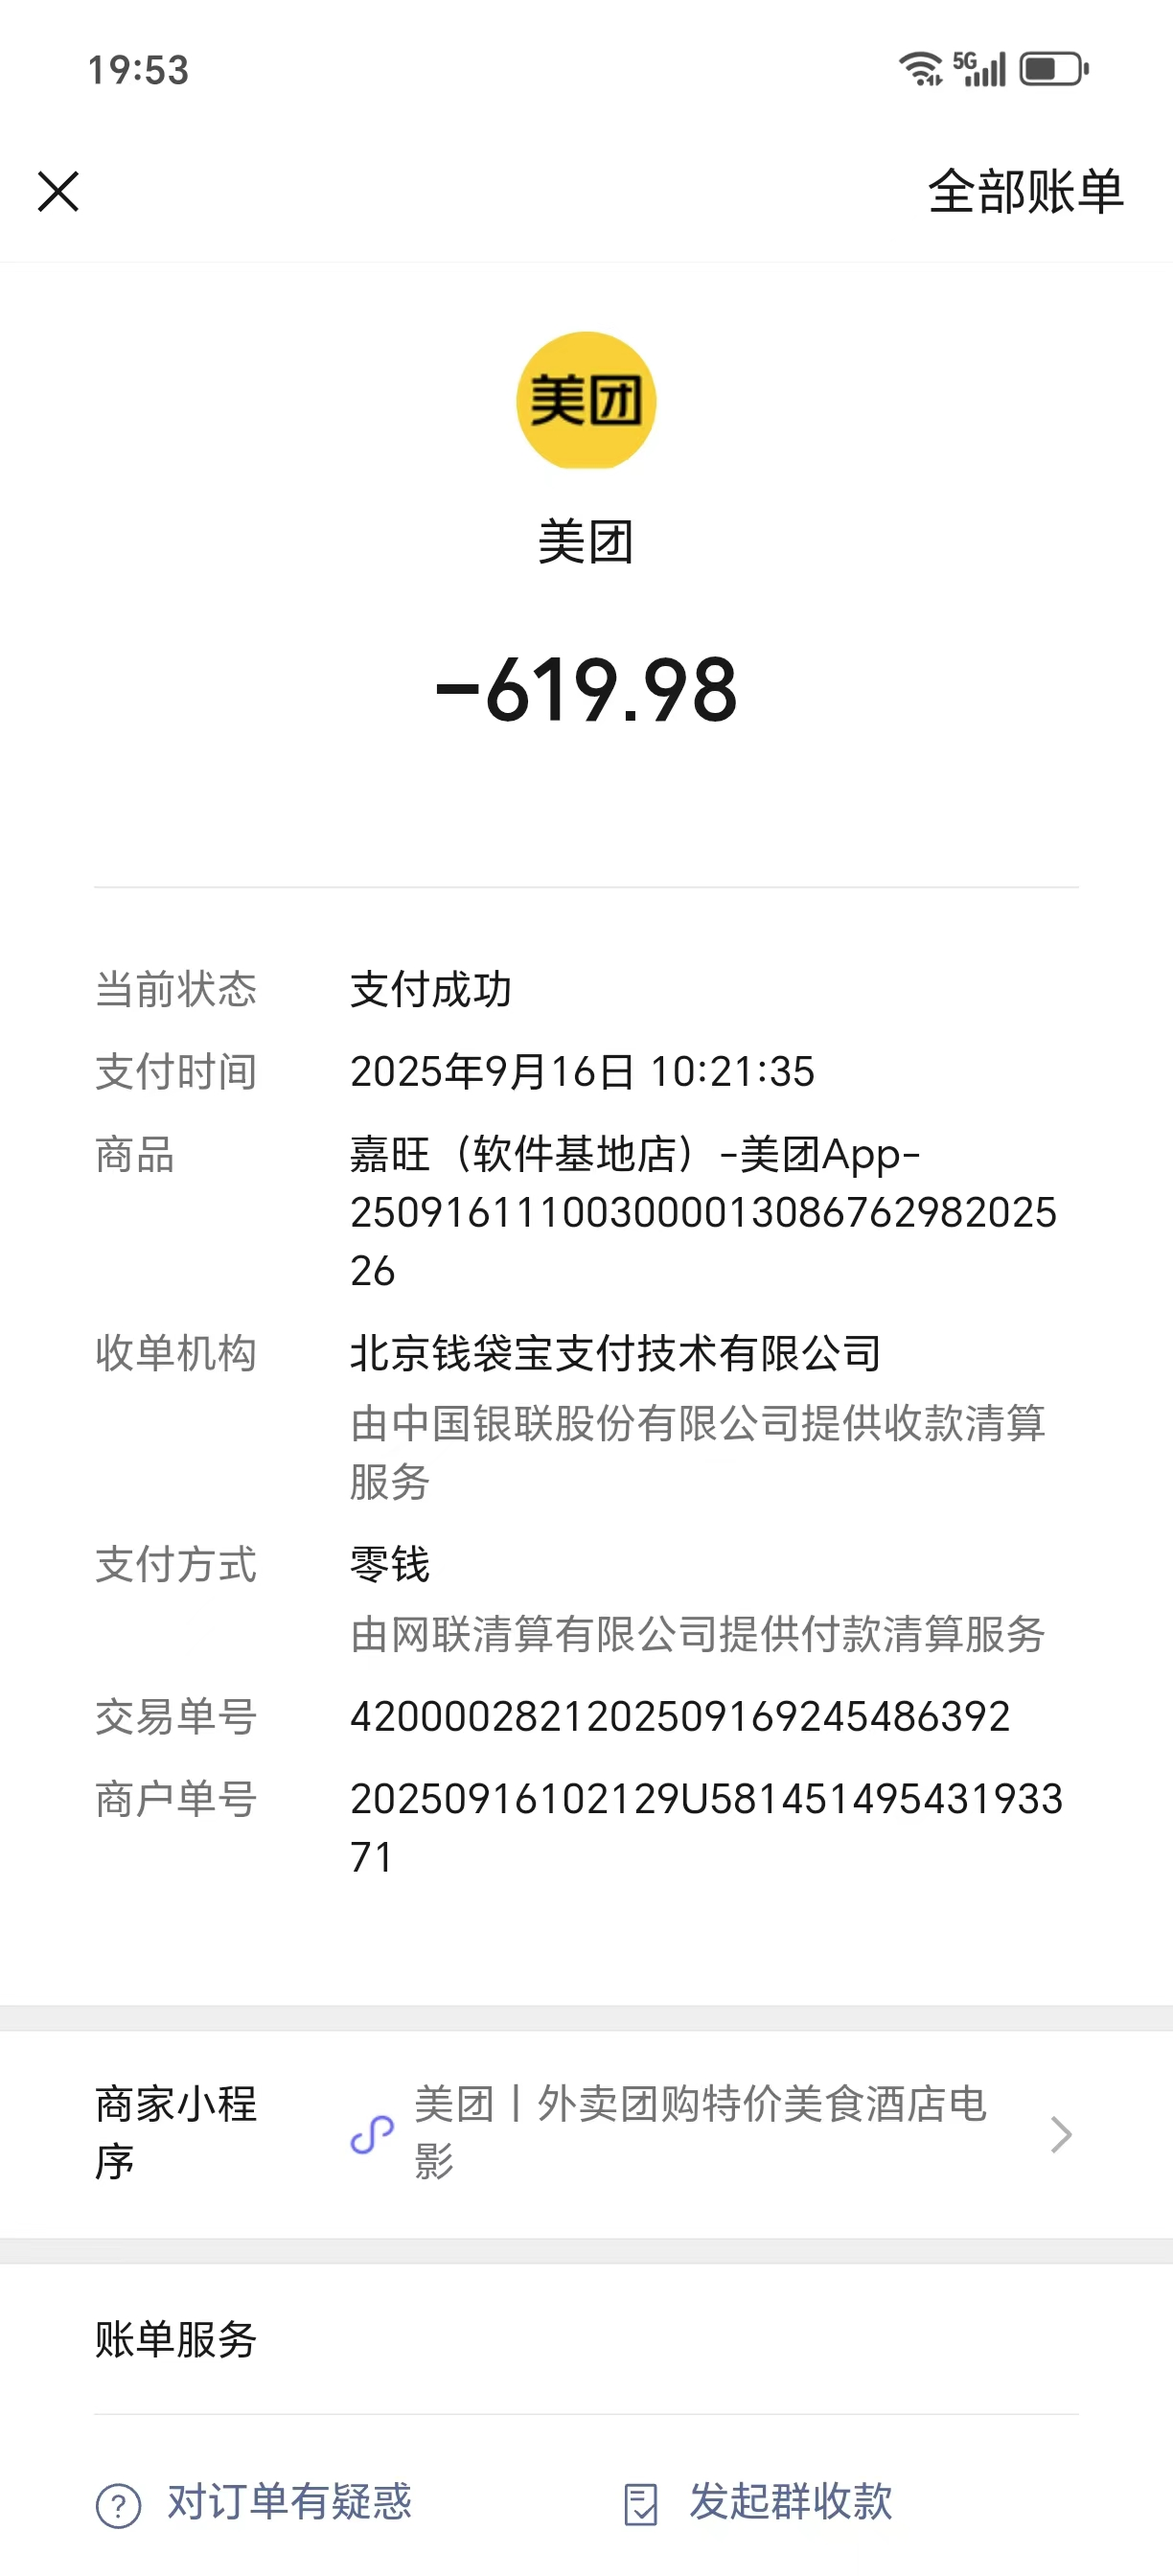 19:53
5G
全部账单
美团
美团
-619.98
当前状态 支付成功
支付时间 2025年9月16日 10:21:35
商品 嘉旺（软件基地店）-美团App-
25091611100300001308676298202​5
26
收单机构 北京钱袋宝支付技术有限公司
由中国银联股份有限公司提供收款清算
服务
支付方式 零钱
由网联清算有限公司提供付款清算服务
交易单号 4200002821202509169245486392
商户单号 20250916102129U5814514954319​33
71
商家小程
序
美团丨外卖团购特价美食酒店电
影
账单服务
对订单有疑惑 发起群收款